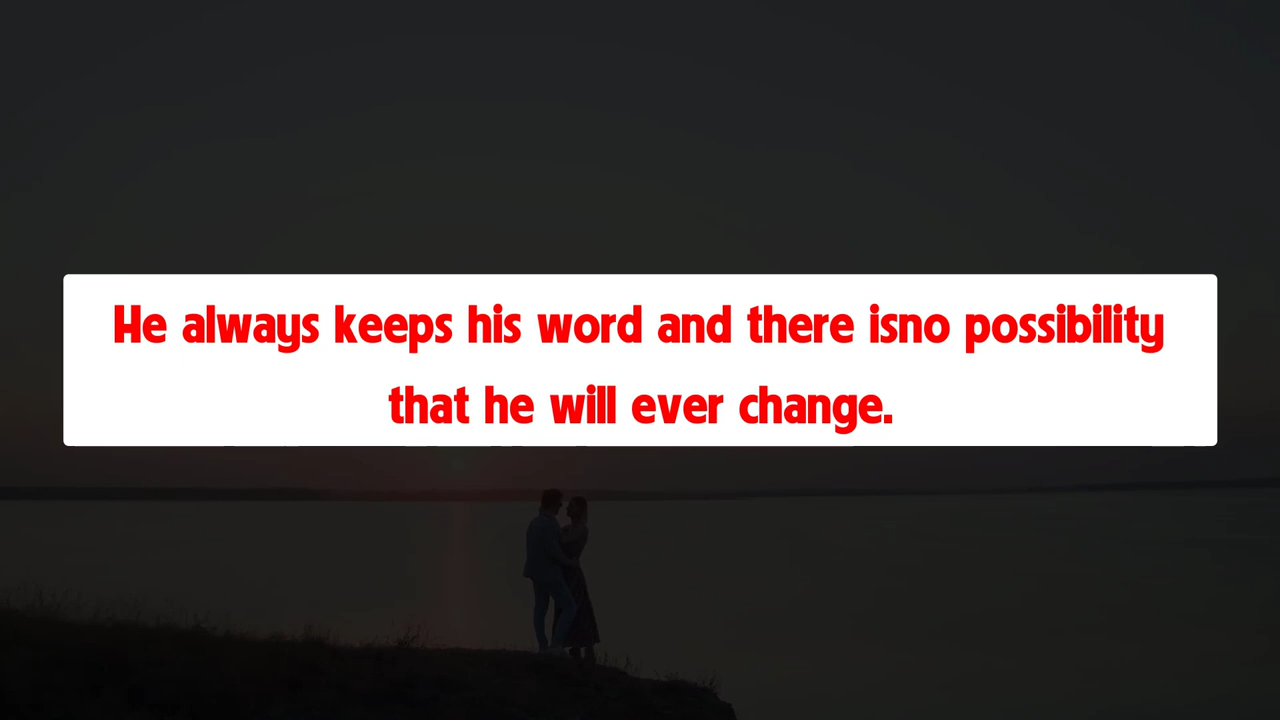 He always keeps his word and there isno possibility
that he will ever change.